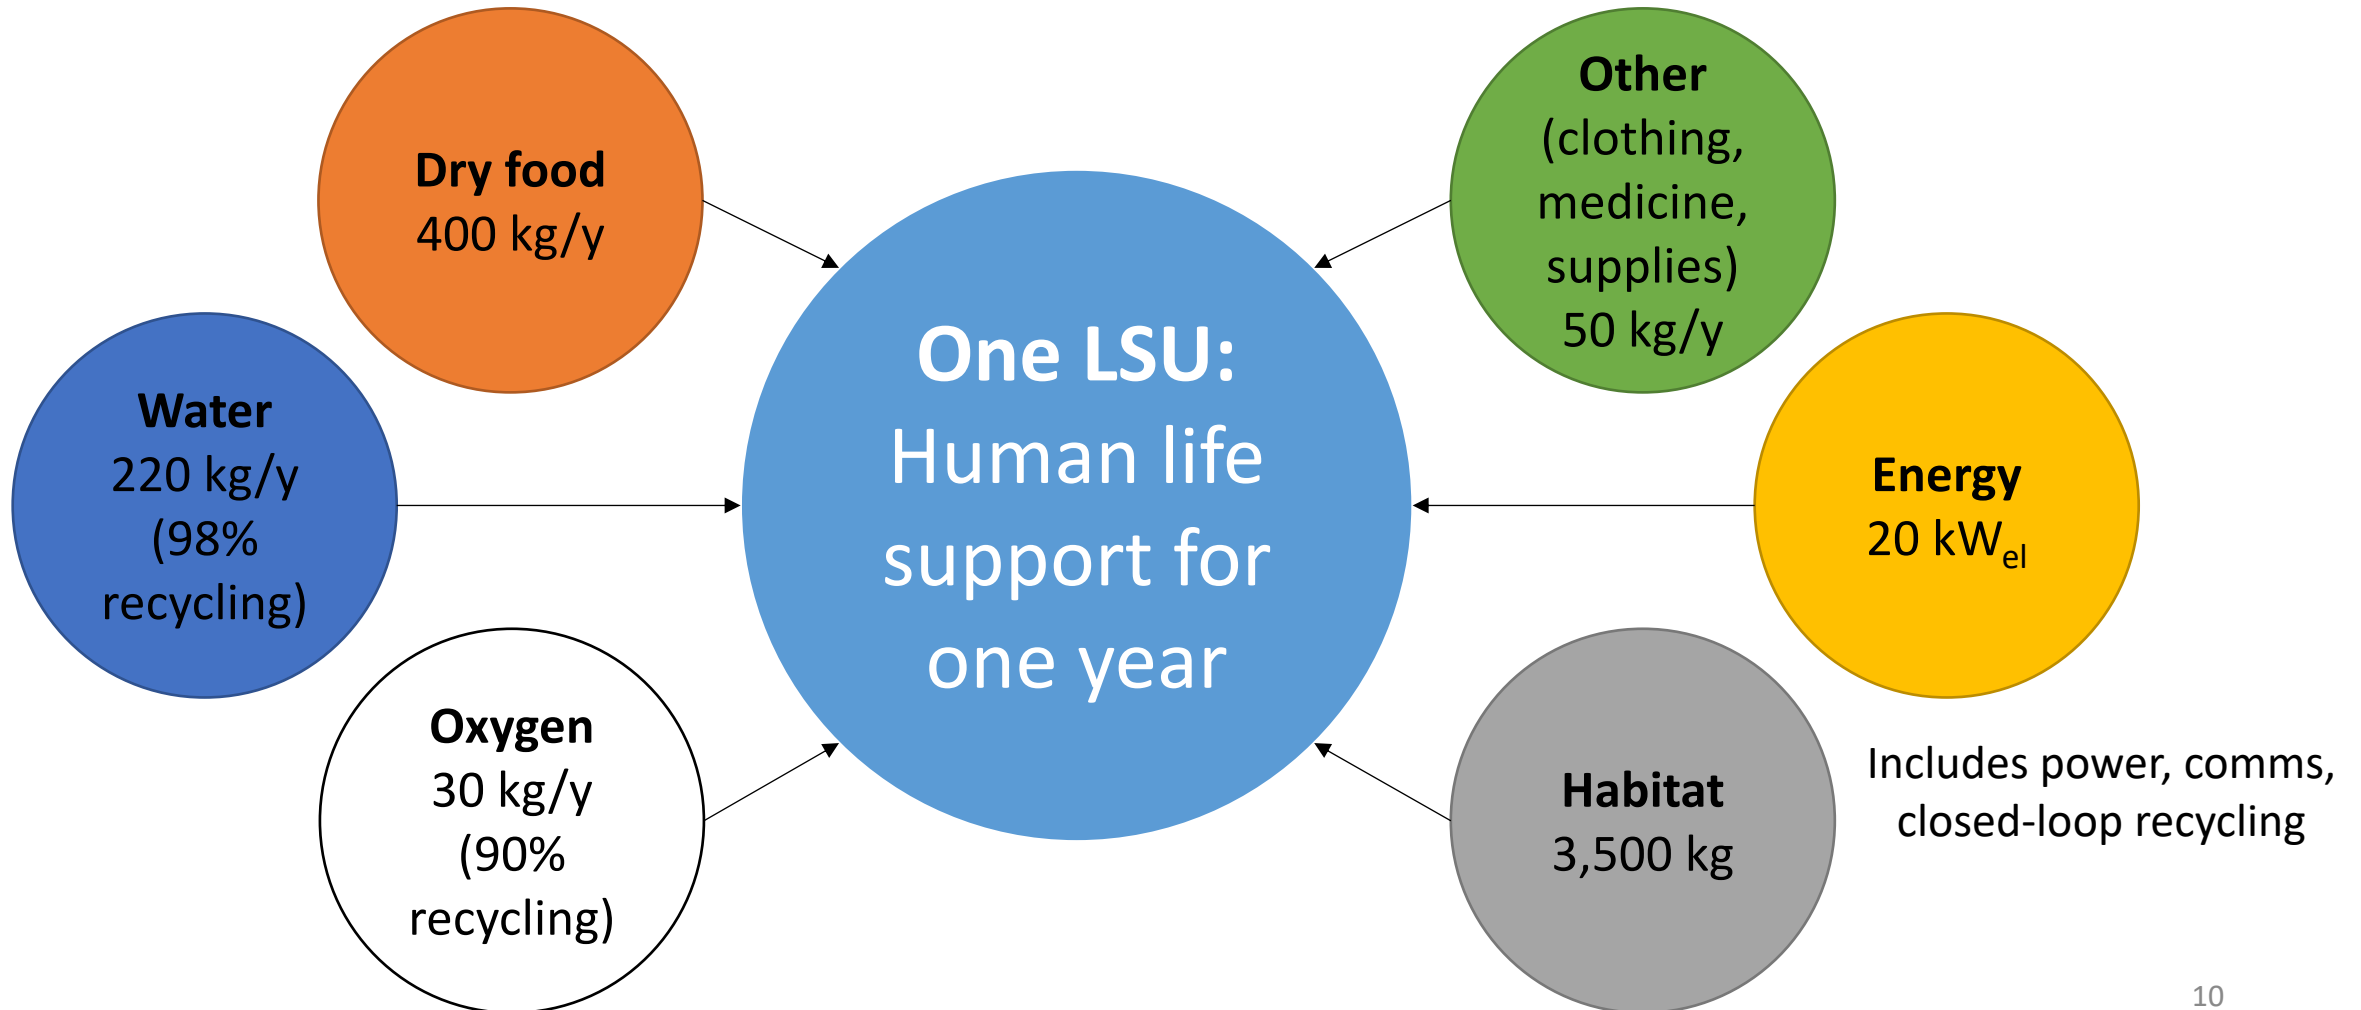 Dry food
400 kg/y
Water
220 kg/y
(98%
recycling)
Oxygen
30 kg/y
(90%
recycling)
One LSU:
Human life
support for
one year
Other
(clothing,
medicine,
supplies)
50 kg/y
Energy
20 kWel
Habitat
3,500 kg
Includes power, comms,
closed-loop recycling
10